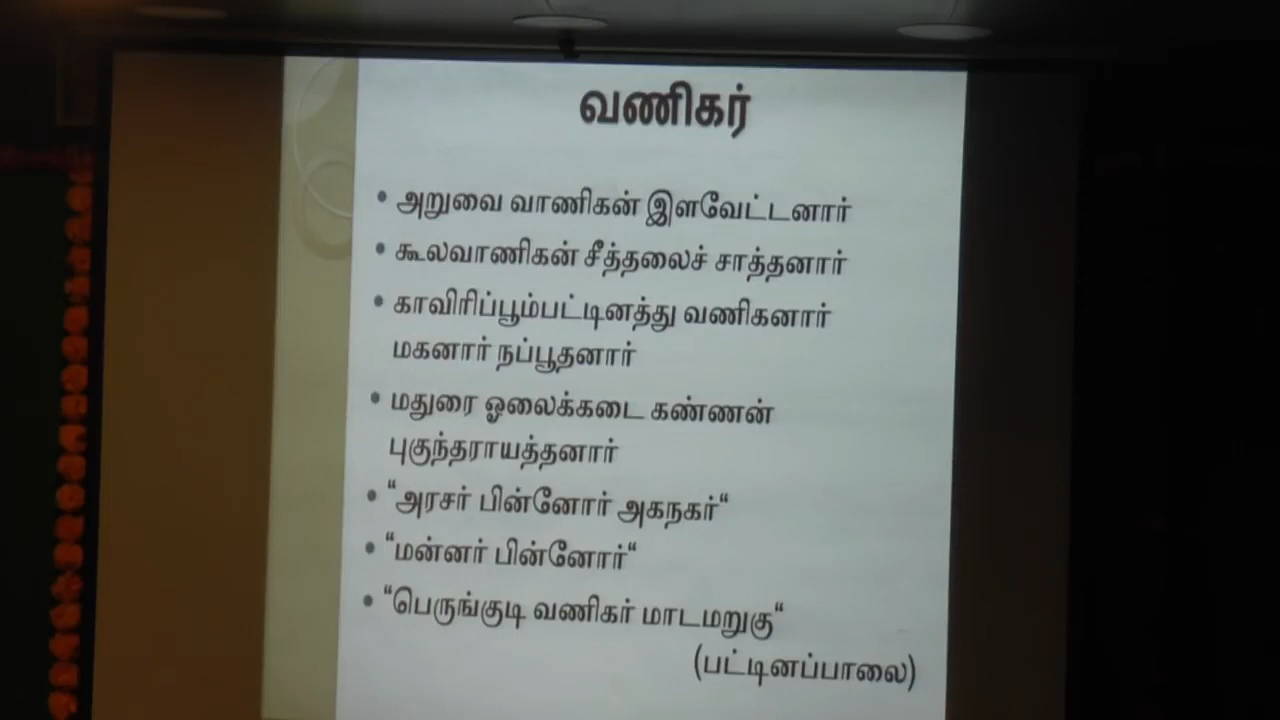 வணிகர்
• அறுவை வாணிகன் இளவேட்டனார்
• கூலவாணிகன் சீத்தலைச் சாத்தனார்
• காவிரிப்பூம்பட்டினத்து வணிகனார்
மகனார் நப்பூதனார்
• மதுரை ஓலைக்கடை கண்ணன்
புகுந்தராயத்தனார்
• “அரசர் பின்னோர் அகநகர்“
• “மன்னர் பின்னோர்“
• “பெருங்குடி வணிகர் மாடமறுகு“
(பட்டினப்பாலை)